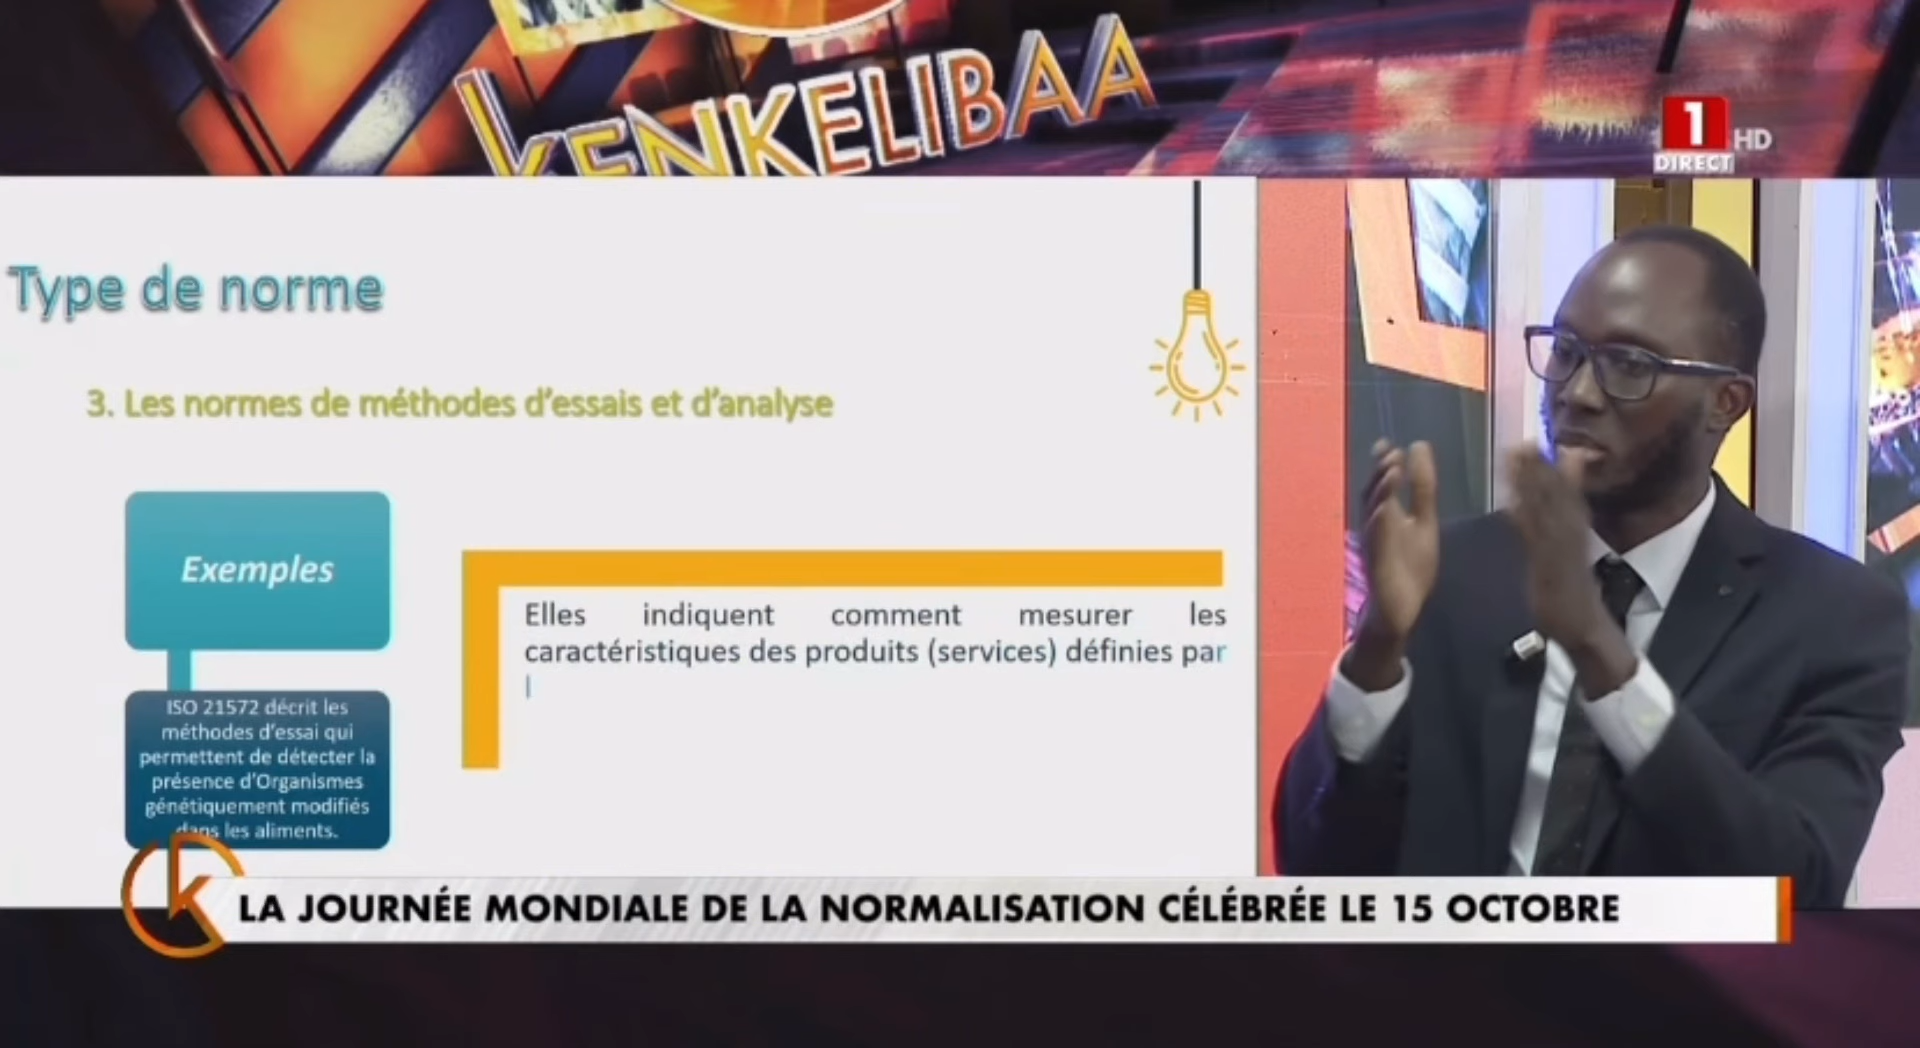 KENKELIBAA
1 HD
DIRECT
Type de norme
3. Les normes de méthodes d'essais et d'analyse
Exemples
Elles indiquent comment mesurer les
caractéristiques des produits (services) définies par
l
ISO 21572 décrit les
méthodes d'essai qui
permettent de détecter la
présence d'Organismes
génétiquement modifiés
dans les aliments.
K LA JOURNÉE MONDIALE DE LA NORMALISATION CÉLÉBRÉE LE 15 OCTOBRE